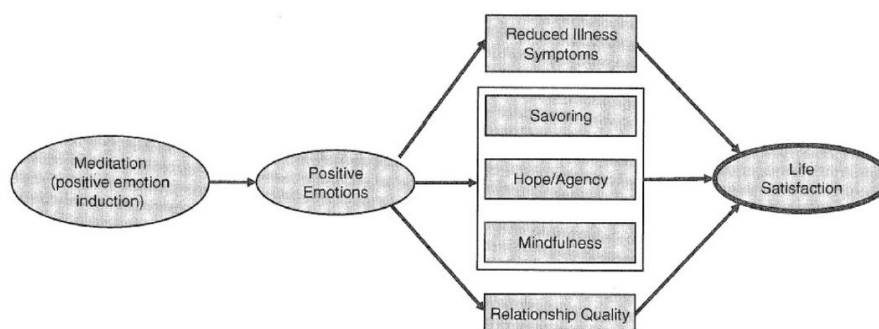 Meditation
(positive emotion
induction)
Positive
Emotions
Reduced Illness
Symptoms
Savoring
Hope/Agency
Mindfulness
Relationship Quality
Life
Satisfaction